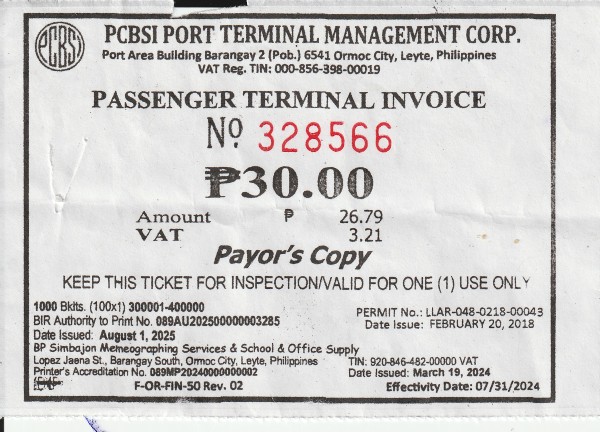 PCBSI
PCBSI PORT TERMINAL MANAGEMENT CORP.
Port Area Building Barangay 2 (Pob.) 6541 Ormoc City, Leyte, Philippines
VAT Reg. TIN: 000-856-398-00019
PASSENGER TERMINAL INVOICE
Nº 328566
₱30.00
Amount ₱ 26.79
VAT 3.21
Payor's Copy
KEEP THIS TICKET FOR INSPECTION/VALID FOR ONE (1) USE ONLY
1000 Bklts. (100x1) 300001-400000
BIR Authority to Print No. 089AU20250000003285
Date Issued: August 1, 2025
PERMIT No.: LLAR-048-0218-00043
Date Issue: FEBRUARY 20, 2018
BP Simbajon Memeographing Services & School & Office Supply
Lopez Jaena St., Barangay South, Ormoc City, Leyte, Philippines
Printer's Accreditation No. 089MP20240000000002
TIN: 920-846-482-00000 VAT
Date Issued: March 19, 2024
F-OR-FIN-50 Rev. 02
Effectivity Date: 07/31/2024